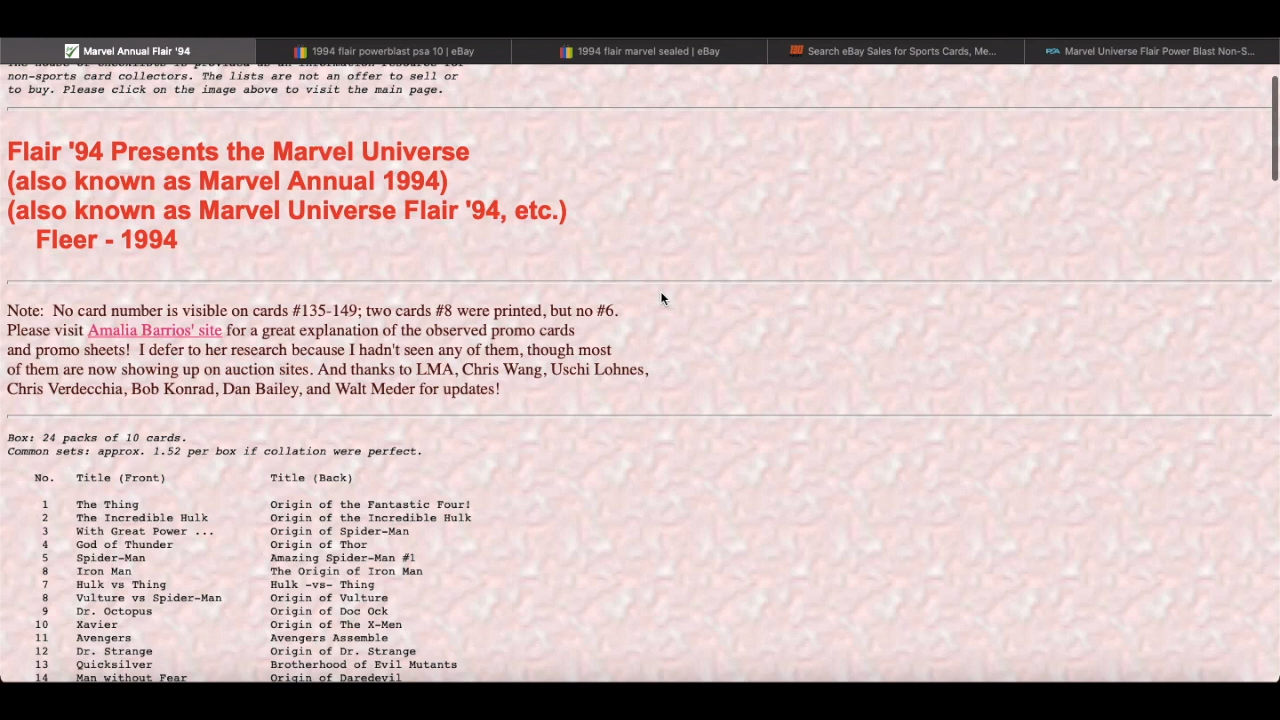 Marvel Annual Flair '94
1994 flair powerblast psa 10 | eBay
1994 flair marvel sealed | eBay
Search eBay Sales for Sports Cards, Me...
Marvel Universe Flair Power Blast Non-S...
non-sports card collectors. The lists are not an offer to sell or
to buy. Please click on the image above to visit the main page.
Flair '94 Presents the Marvel Universe
(also known as Marvel Annual 1994)
(also known as Marvel Universe Flair '94, etc.)
Fleer - 1994
Note: No card number is visible on cards #135-149; two cards #8 were printed, but no #6.
Please visit Amalia Barrios' site for a great explanation of the observed promo cards
and promo sheets! I defer to her research because I hadn't seen any of them, though most
of them are now showing up on auction sites. And thanks to LMA, Chris Wang, Uschi Lohnes,
Chris Verdecchia, Bob Konrad, Dan Bailey, and Walt Meder for updates!
Box: 24 packs of 10 cards.
Common sets: approx. 1.52 per box if collation were perfect.
No. Title (Front) Title (Back)
1 The Thing Origin of the Fantastic Four!
2 The Incredible Hulk Origin of the Incredible Hulk
3 With Great Power ... Origin of Spider-Man
4 God of Thunder Origin of Thor
5 Spider-Man Amazing Spider-Man #1
8 Iron Man The Origin of Iron Man
7 Hulk vs Thing Hulk -vs- Thing
8 Vulture vs Spider-Man Origin of Vulture
9 Dr. Octopus Origin of Doc Ock
10 Xavier Origin of The X-Men
11 Avengers Avengers Assemble
12 Dr. Strange Origin of Dr. Strange
13 Quicksilver Brotherhood of Evil Mutants
14 Man without Fear Origin of Daredevil